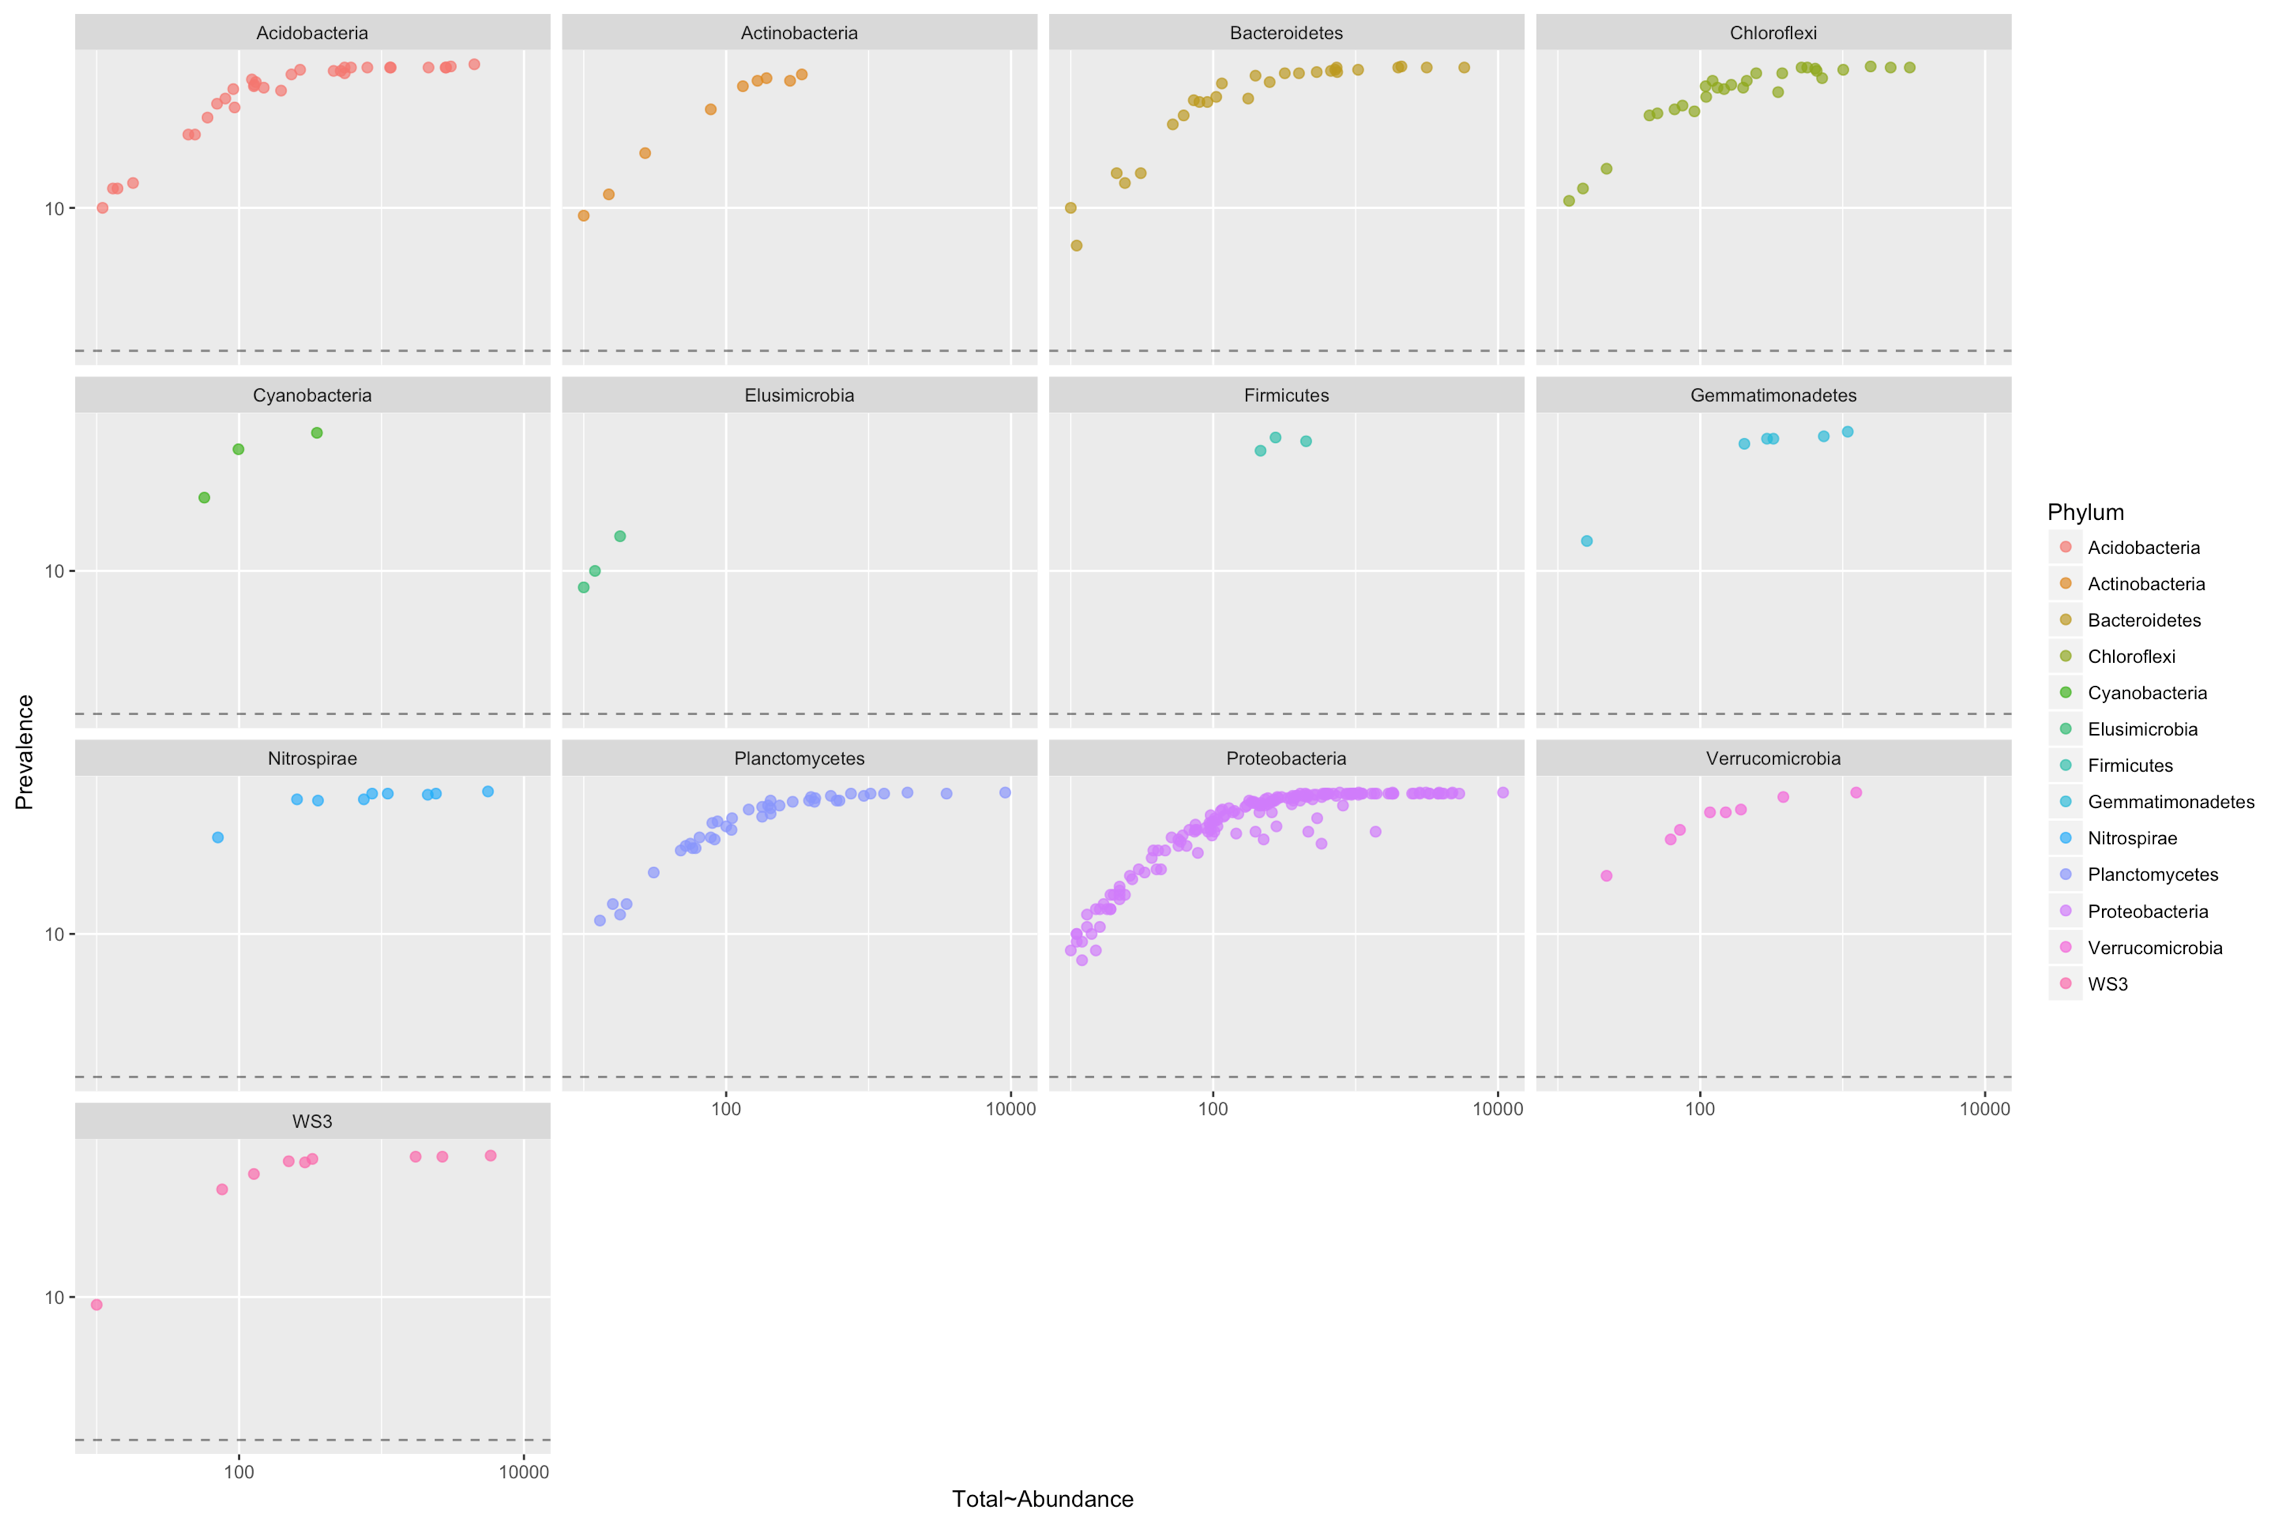 Acidobacteria
Actinobacteria
Bacteroidetes
Chloroflexi
10
Cyanobacteria
Elusimicrobia
Firmicutes
Gemmatimonadetes
10
Nitrospirae
Planctomycetes
Proteobacteria
Verrucomicrobia
10
100
10000
100
10000
100
10000
WS3
10
100
10000
Prevalence
Total~Abundance
Phylum
Acidobacteria
Actinobacteria
Bacteroidetes
Chloroflexi
Cyanobacteria
Elusimicrobia
Firmicutes
Gemmatimonadetes
Nitrospirae
Planctomycetes
Proteobacteria
Verrucomicrobia
WS3